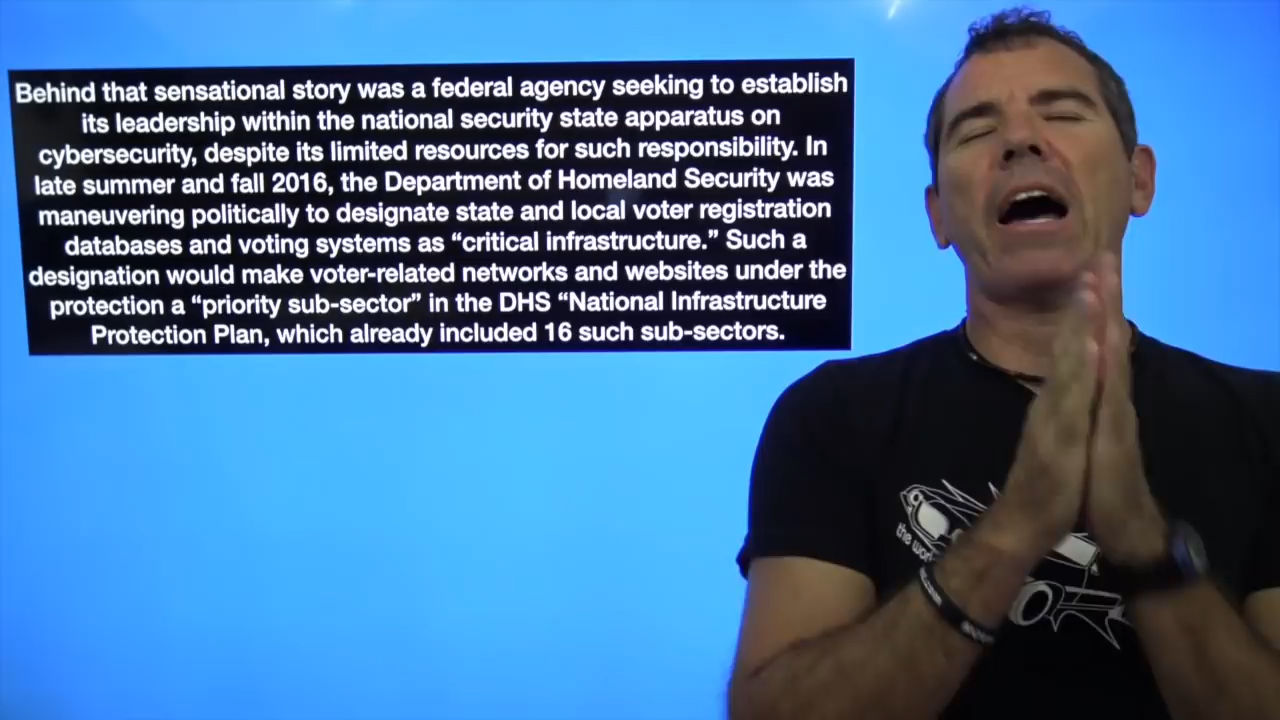 Behind that sensational story was a federal agency seeking to establish
its leadership within the national security state apparatus on
cybersecurity, despite its limited resources for such responsibility. In
late summer and fall 2016, the Department of Homeland Security was
maneuvering politically to designate state and local voter registration
databases and voting systems as “critical infrastructure.” Such a
designation would make voter-related networks and websites under the
protection a “priority sub-sector” in the DHS “National Infrastructure
Protection Plan, which already included 16 such sub-sectors.
the